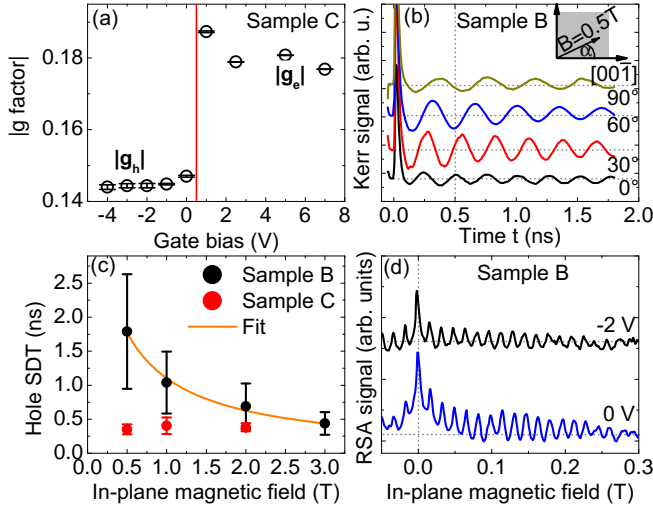 (a) Sample C
|g factor|
0.18
0.16
0.14
|g_h|
|g_e|
-4 -2 0 2 4 6 8
Gate bias (V)
(b) Sample B
B=0.5T
α
[001̅]
90°
60°
30°
0°
Kerr signal (arb. u.)
0.0 0.5 1.0 1.5 2.0
Time t (ns)
(c)
Sample B
Sample C
Fit
Hole SDT (ns)
2.5
2.0
1.5
1.0
0.5
0.0
0.0 0.5 1.0 1.5 2.0 2.5 3.0
In-plane magnetic field (T)
(d) Sample B
-2 V
0 V
RSA signal (arb. units)
0.0 0.1 0.2 0.3
In-plane magnetic field (T)